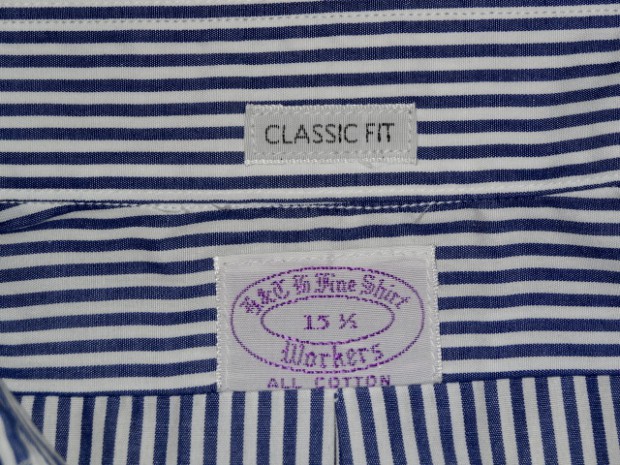 CLASSIC FIT
H&T H Fine Shirt
15 ½
Workers
ALL COTTON